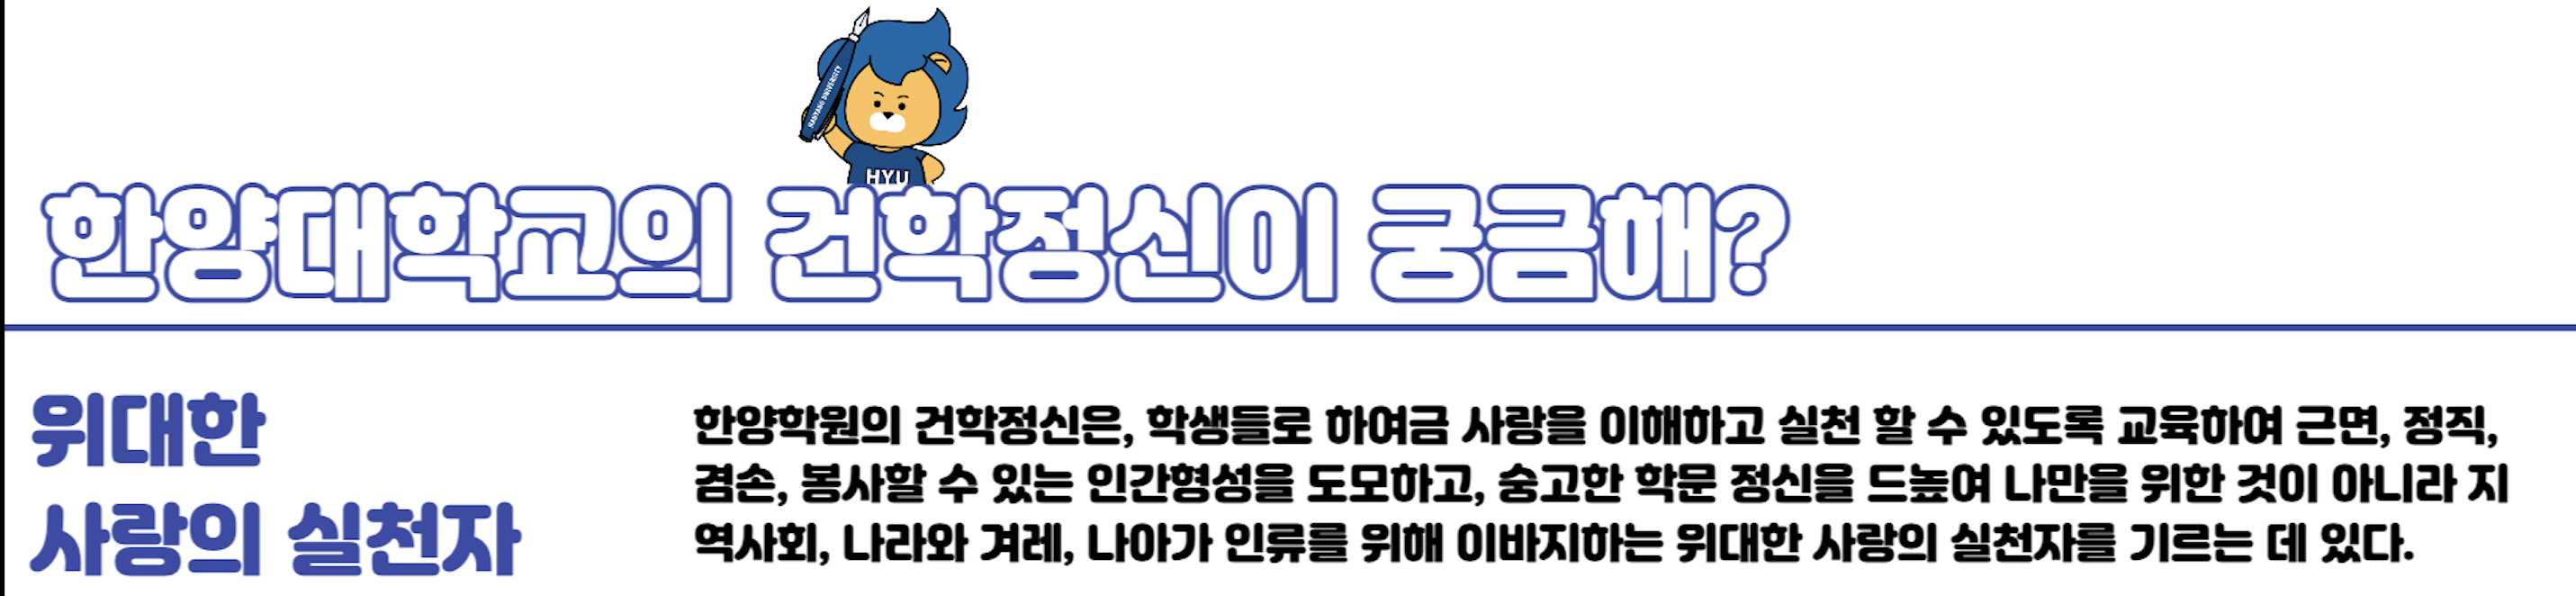 HANYANG UNIVERSITY
HYU
한양대학교의 건학정신이 궁금해?
위대한
사랑의 실천자
한양학원의 건학정신은, 학생들로 하여금 사랑을 이해하고 실천 할 수 있도록 교육하여 근면, 정직,
겸손, 봉사할 수 있는 인간형성을 도모하고, 숭고한 학문 정신을 드높여 나만을 위한 것이 아니라 지
역사회, 나라와 겨레, 나아가 인류를 위해 이바지하는 위대한 사랑의 실천자를 기르는 데 있다.